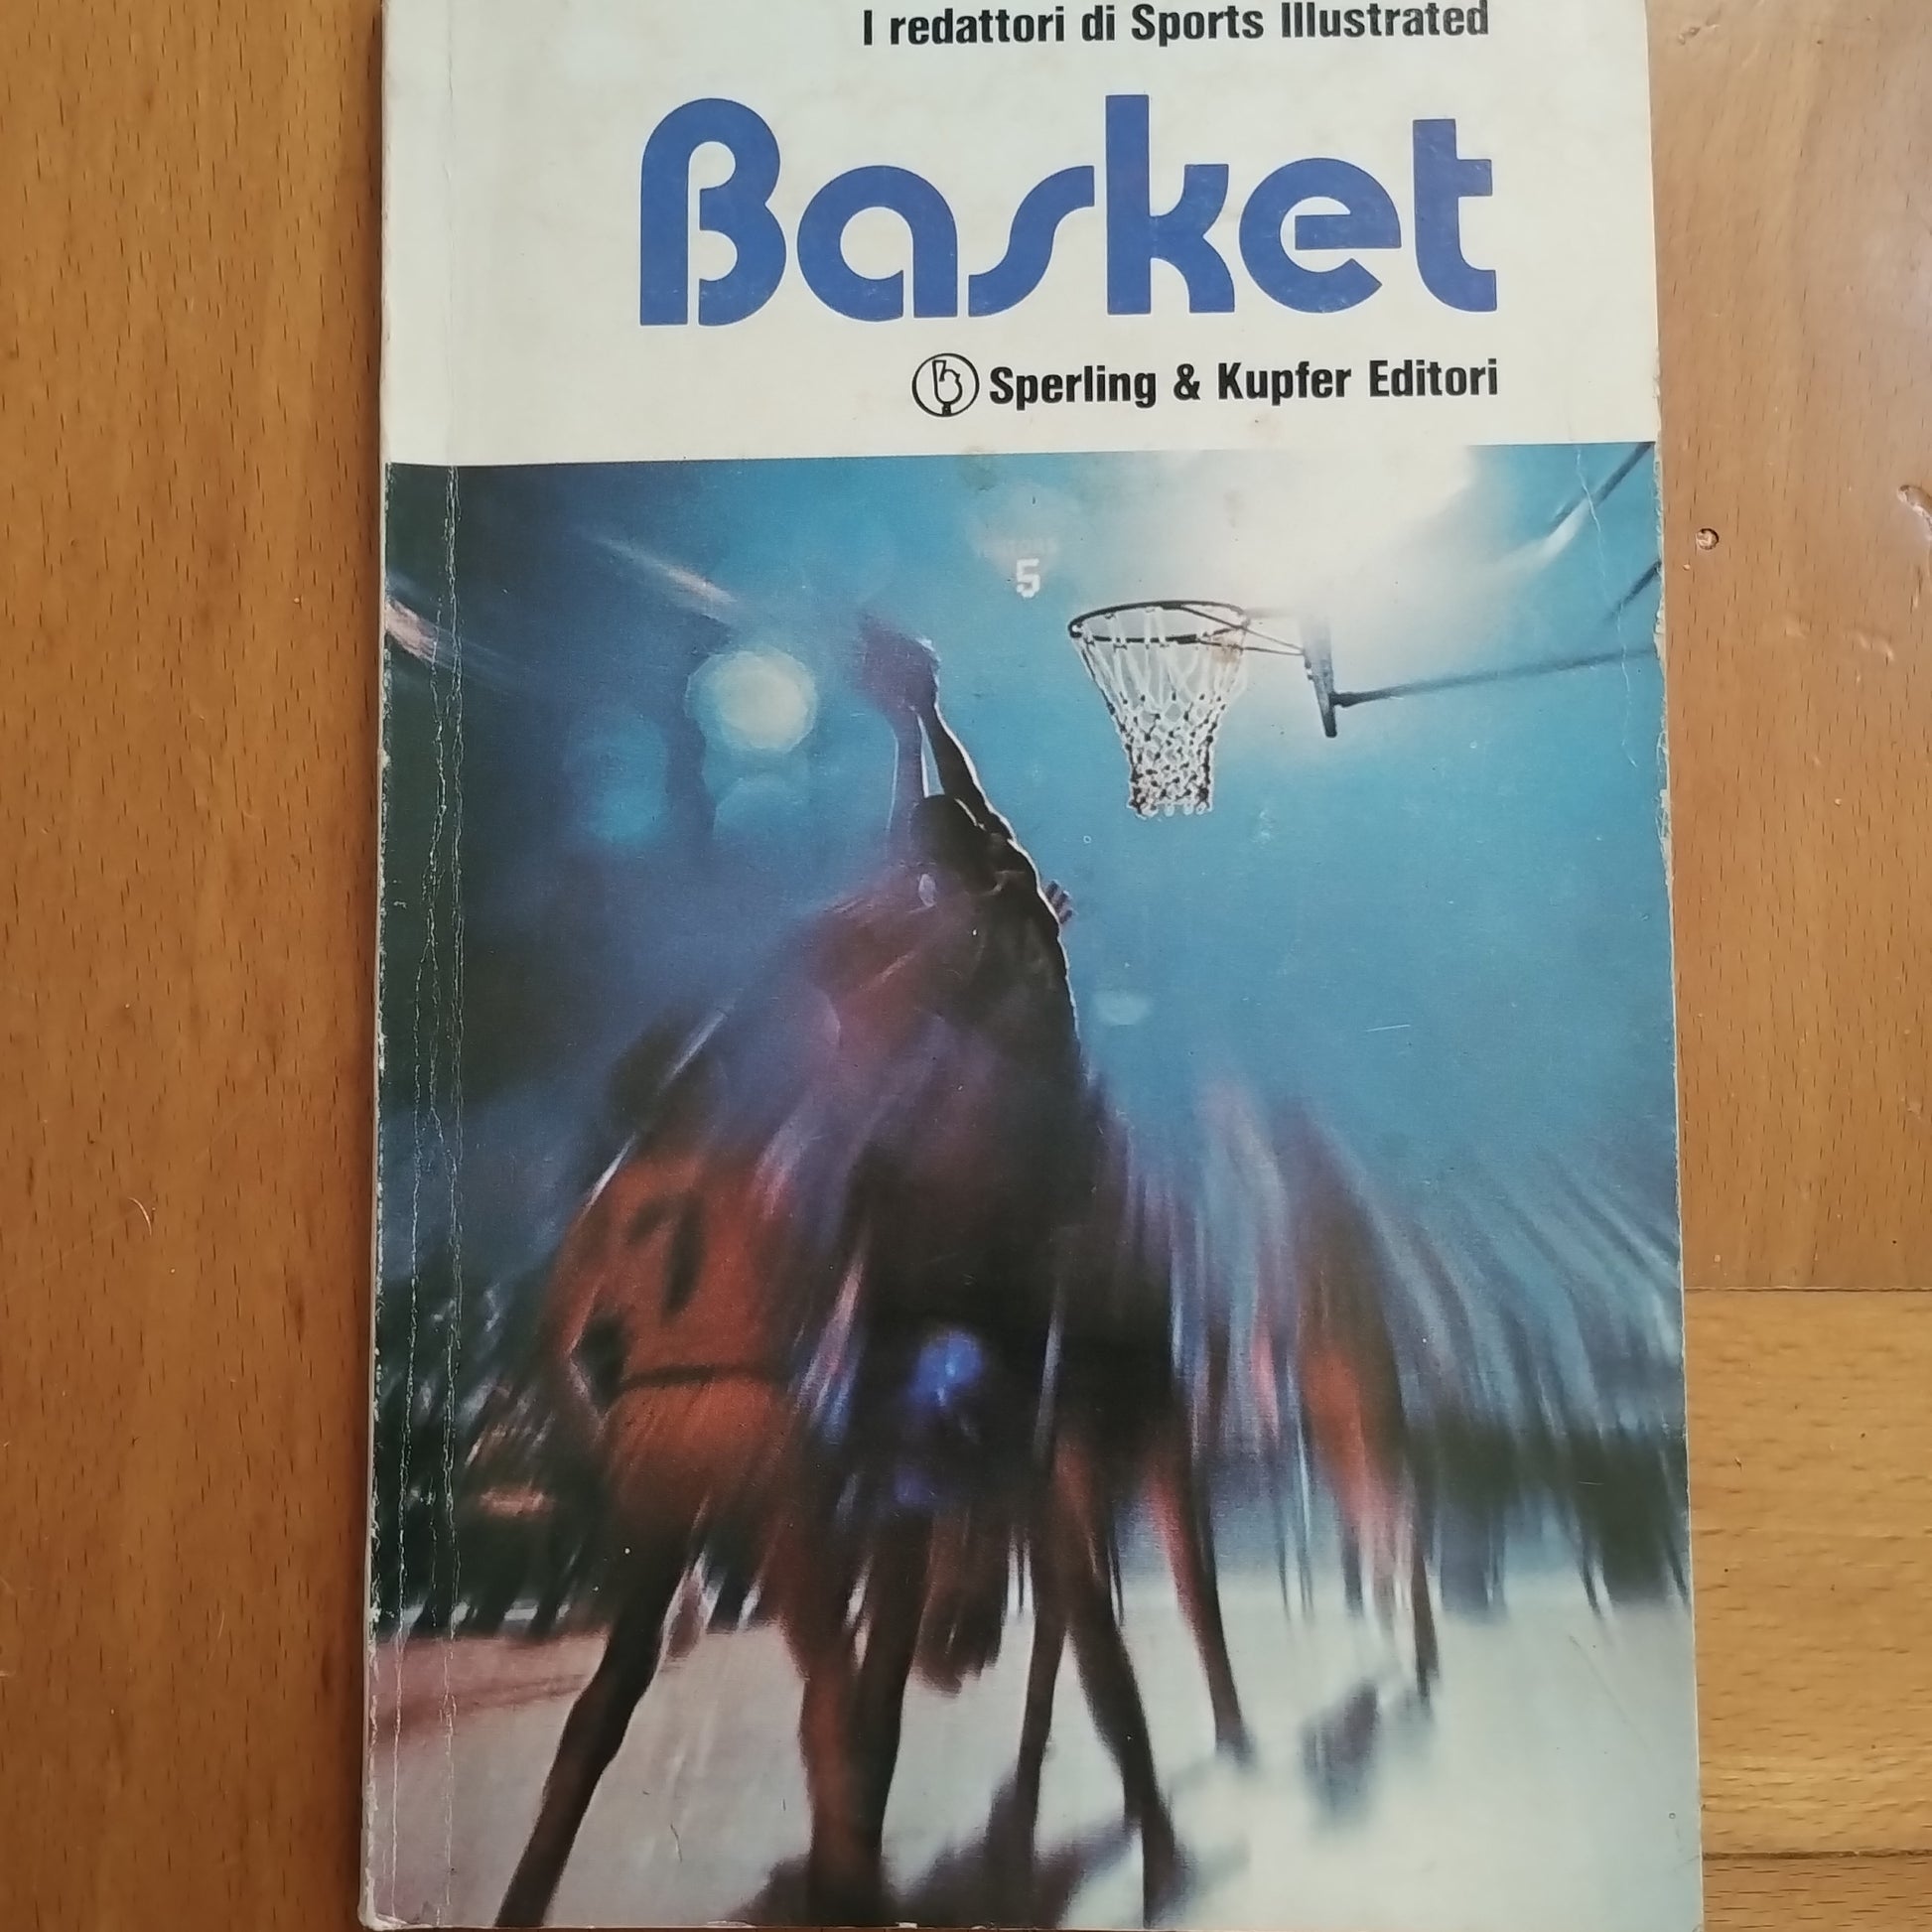 I redattori di Sports Illustrated
Basket
Sperling & Kupfer Editori
5